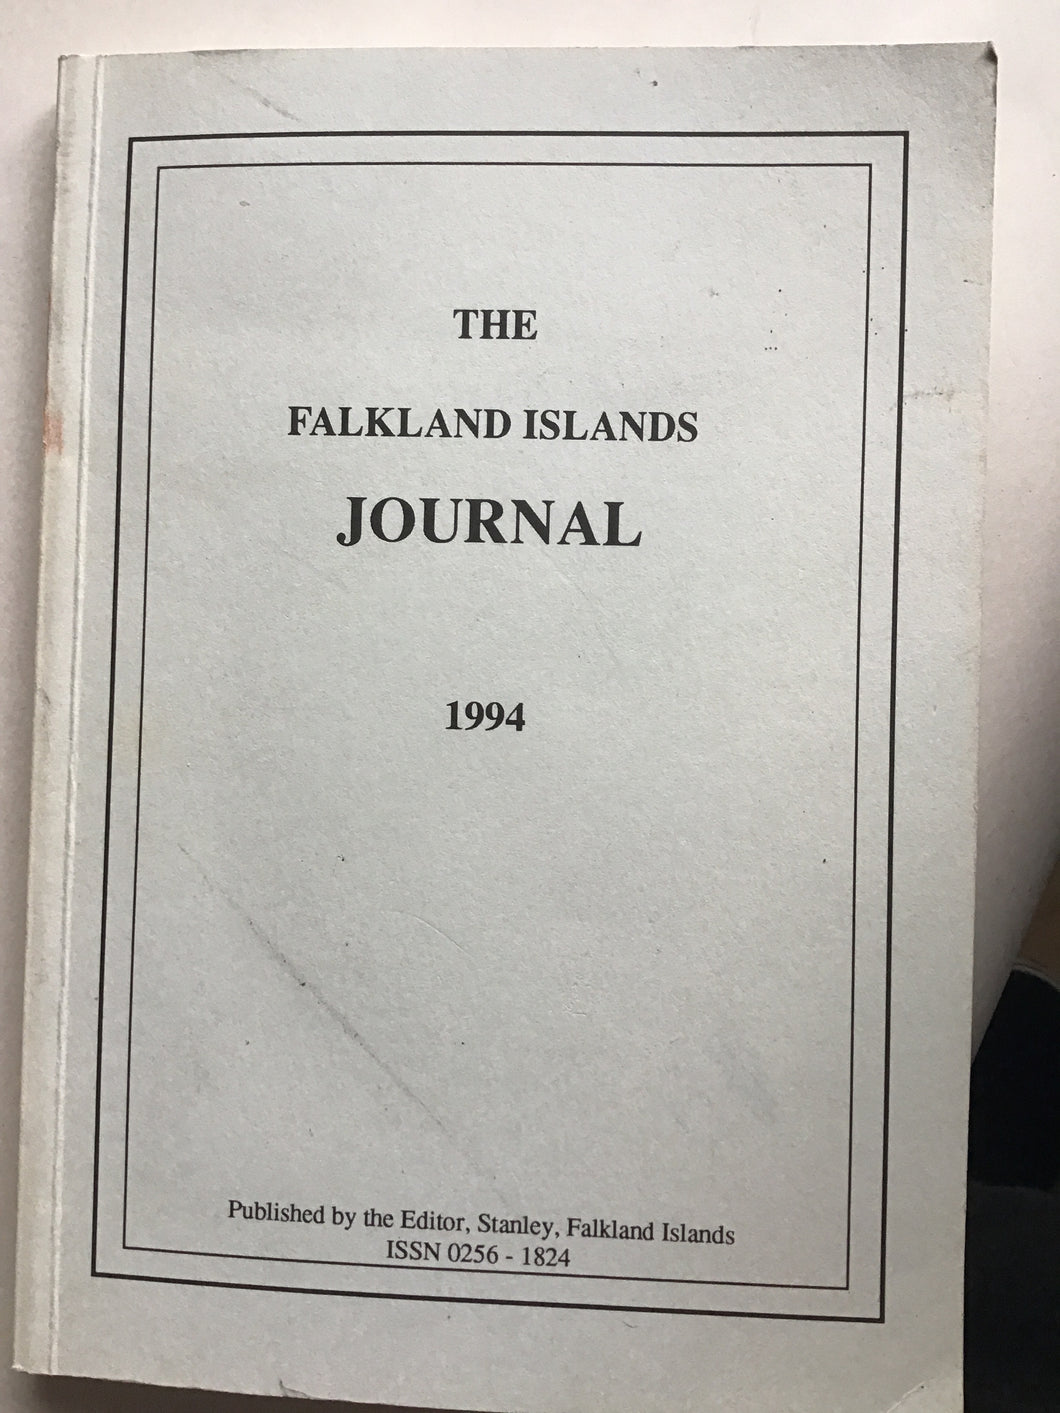 THE
FALKLAND ISLANDS
JOURNAL
1994
Published by the Editor, Stanley, Falkland Islands
ISSN 0256 - 1824